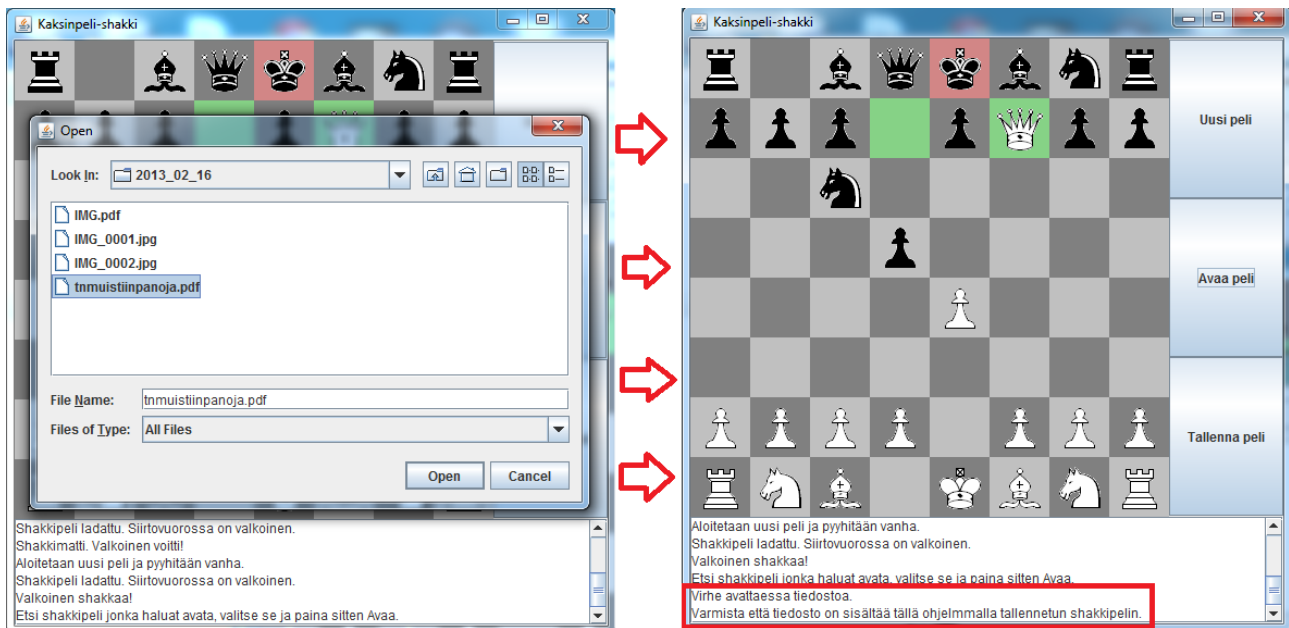 Kaksinpeli-shakki
Open
Look In:
2013_02_16
IMG.pdf
IMG_0001.jpg
IMG_0002.jpg
tnmuistiinpanoja.pdf
File Name:
tnmuistiinpanoja.pdf
Files of Type:
All Files
Open
Cancel
Shakkipeli ladattu. Siirtovuorossa on valkoinen.
Shakkimatti. Valkoinen voitti!
Aloitetaan uusi peli ja pyyhitään vanha.
Shakkipeli ladattu. Siirtovuorossa on valkoinen.
Valkoinen shakkaa!
Etsi shakkipeli jonka haluat avata, valitse se ja paina sitten Avaa.
Kaksinpeli-shakki
Uusi peli
Avaa peli
Tallenna peli
Aloitetaan uusi peli ja pyyhitään vanha.
Shakkipeli ladattu. Siirtovuorossa on valkoinen.
Valkoinen shakkaa!
Etsi shakkipeli jonka haluat avata, valitse se ja paina sitten Avaa.
Virhe avattaessa tiedostoa.
Varmista että tiedosto on sisältää tällä ohjelmmalla tallennetun shakkipelin.